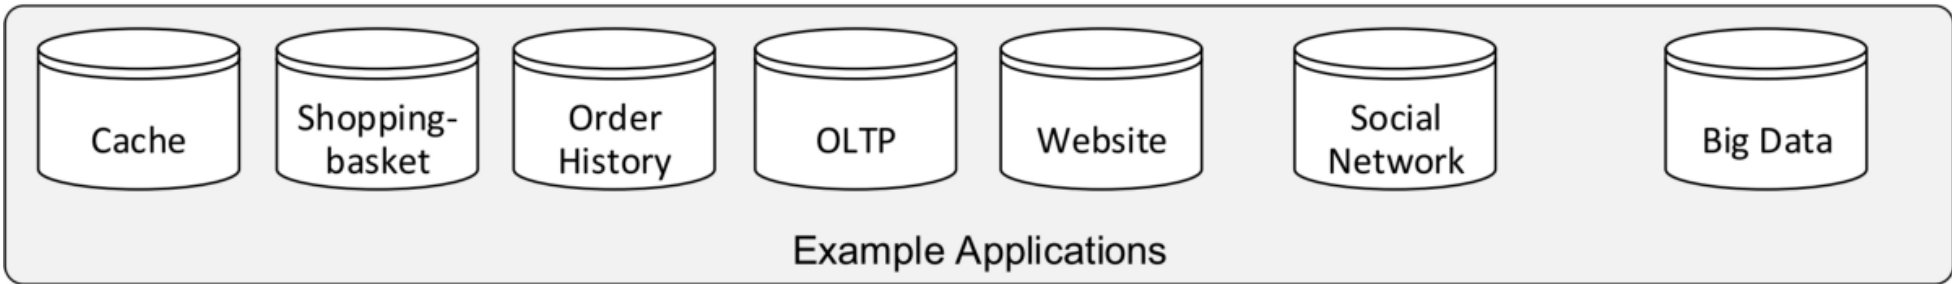 Cache
Shopping-
basket
Order
History
OLTP
Website
Social
Network
Big Data
Example Applications